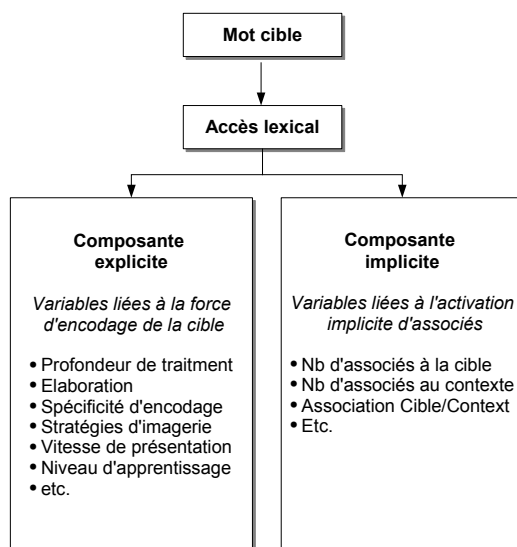 Mot cible
Accès lexical
Composante
explicite
Variables liées à la force
d'encodage de la cible
• Profondeur de traitement
• Elaboration
• Spécificité d'encodage
• Stratégies d'imagerie
• Vitesse de présentation
• Niveau d'apprentissage
• etc.
Composante
implicite
Variables liées à l'activation
implicite d'associés
• Nb d'associés à la cible
• Nb d'associés au contexte
• Association Cible/Context
• Etc.